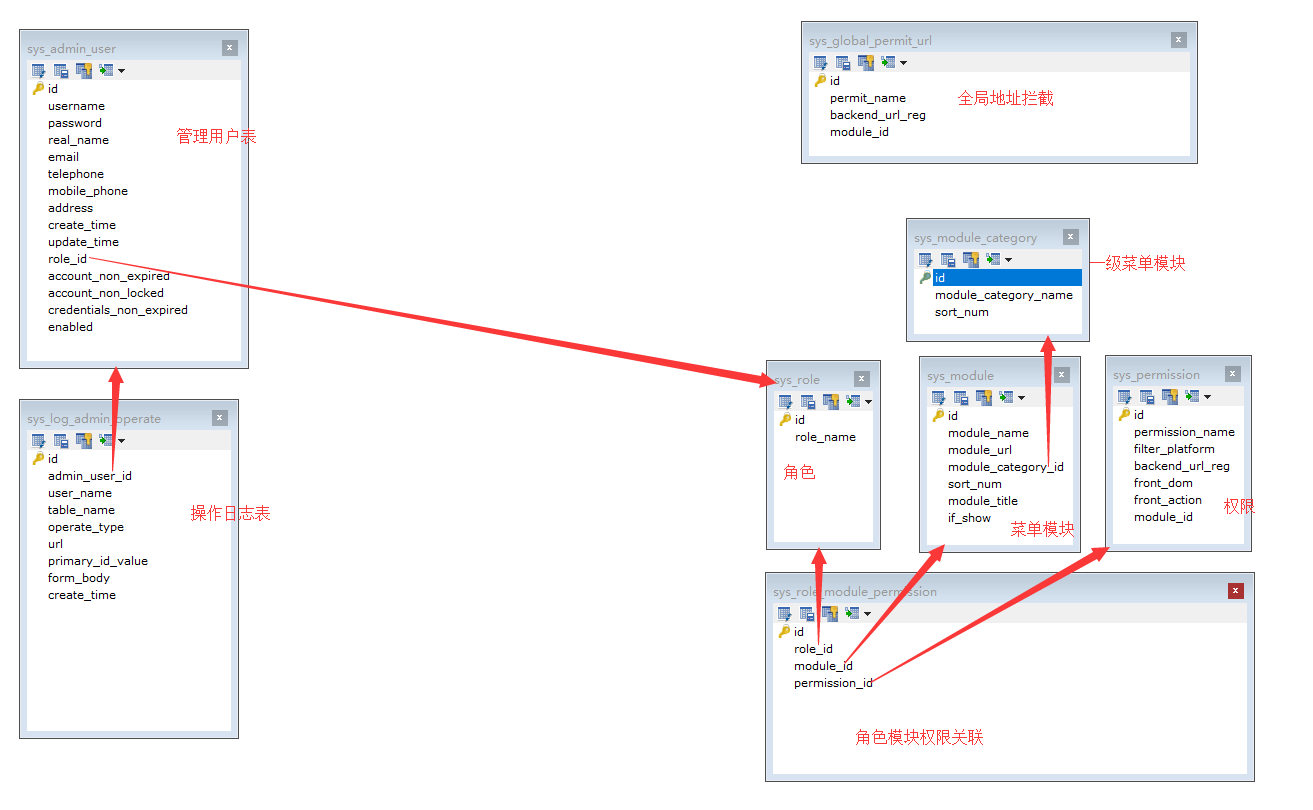 sys_admin_user
id
username
password
real_name
email
telephone
mobile_phone
address
create_time
update_time
role_id
account_non_expired
account_non_locked
credentials_non_expired
enabled
管理用户表
sys_global_permit_url
id
permit_name
backend_url_reg
module_id
全局地址拦截
sys_module_category
id
module_category_name
sort_num
一级菜单模块
sys_log_admin_operate
id
admin_user_id
user_name
table_name
operate_type
url
primary_id_value
form_body
create_time
操作日志表
sys_role
id
role_name
角色
sys_module
id
module_name
module_url
module_category_id
sort_num
module_title
if_show
菜单模块
sys_permission
id
permission_name
filter_platform
backend_url_reg
front_dom
front_action
module_id
权限
sys_role_module_permission
id
role_id
module_id
permission_id
角色模块权限关联